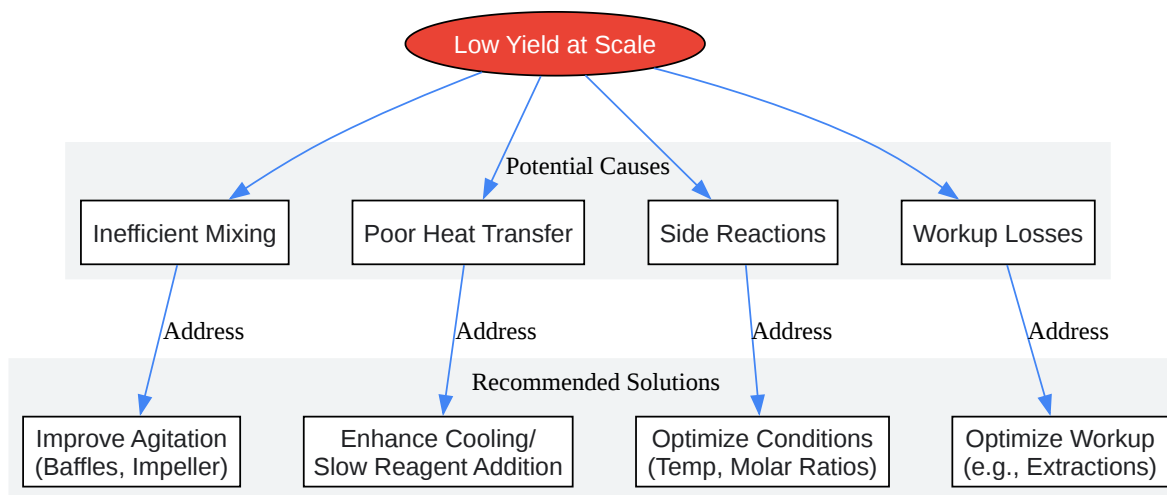 Low Yield at Scale
Potential Causes
Inefficient Mixing
Poor Heat Transfer
Side Reactions
Workup Losses
Address
Address
Address
Address
Recommended Solutions
Improve Agitation
(Baffles, Impeller)
Enhance Cooling/
Slow Reagent Addition
Optimize Conditions
(Temp, Molar Ratios)
Optimize Workup
(e.g., Extractions)